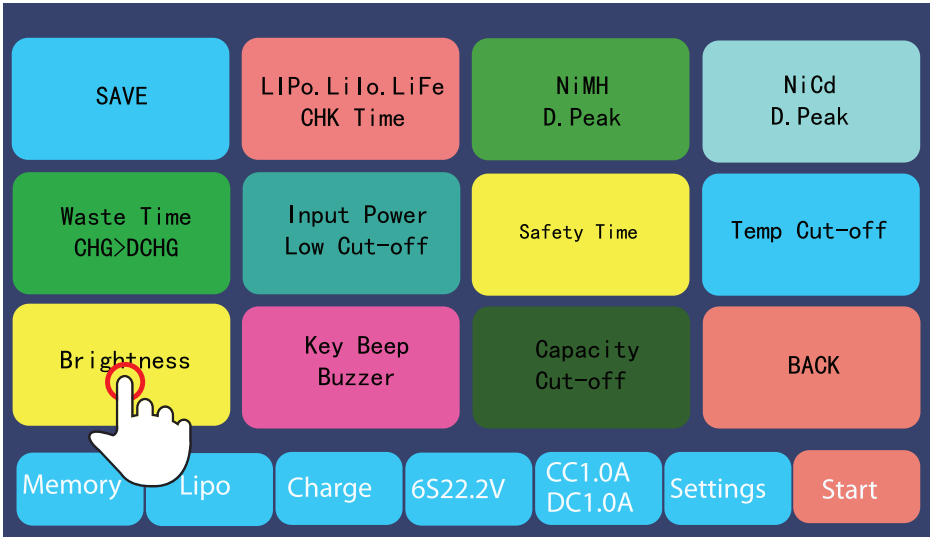 SAVE
LIPo.LiIo.LiFe
CHK Time
NiMH
D.Peak
NiCd
D.Peak
Waste Time
CHG>DCHG
Input Power
Low Cut-off
Safety Time
Temp Cut-off
Brightness
Key Beep
Buzzer
Capacity
Cut-off
BACK
Memory
Lipo
Charge
6S22.2V
CC1.0A
DC1.0A
Settings
Start